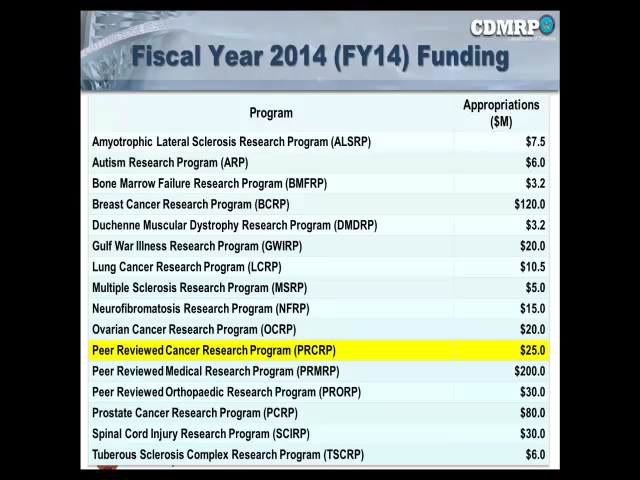 CDMRP
Department of Defense
Fiscal Year 2014 (FY14) Funding
Program
Appropriations
($M)
Amyotrophic Lateral Sclerosis Research Program (ALSRP) $7.5
Autism Research Program (ARP) $6.0
Bone Marrow Failure Research Program (BMFRP) $3.2
Breast Cancer Research Program (BCRP) $120.0
Duchenne Muscular Dystrophy Research Program (DMDRP) $3.2
Gulf War Illness Research Program (GWIRP) $20.0
Lung Cancer Research Program (LCRP) $10.5
Multiple Sclerosis Research Program (MSRP) $5.0
Neurofibromatosis Research Program (NFRP) $15.0
Ovarian Cancer Research Program (OCRP) $20.0
Peer Reviewed Cancer Research Program (PRCRP) $25.0
Peer Reviewed Medical Research Program (PRMRP) $200.0
Peer Reviewed Orthopaedic Research Program (PRORP) $30.0
Prostate Cancer Research Program (PCRP) $80.0
Spinal Cord Injury Research Program (SCIRP) $30.0
Tuberous Sclerosis Complex Research Program (TSCRP) $6.0